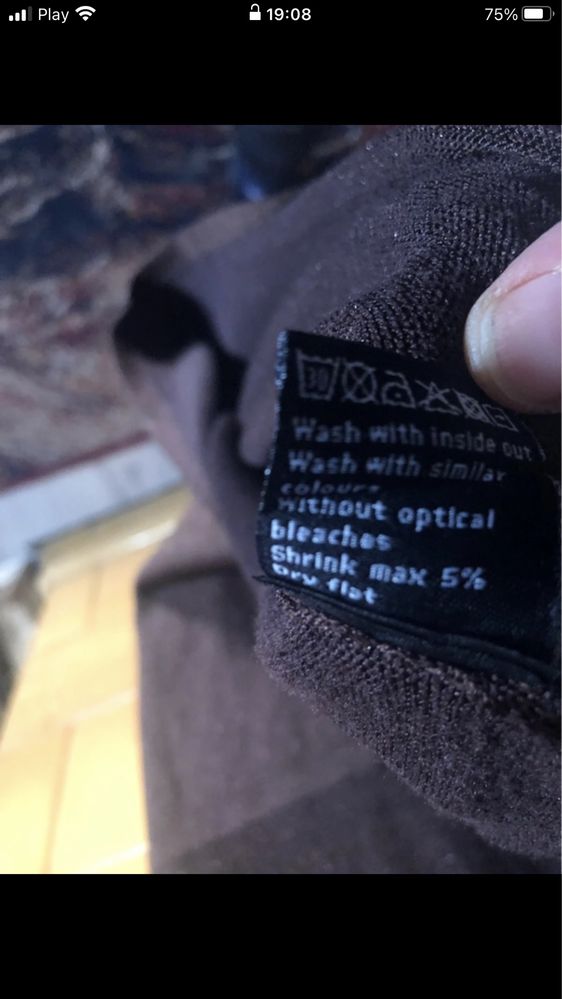 Play 19:08 75%
30
Wash with inside out
Wash with similar
colours
Without optical
bleaches
Shrink max 5%
Dry flat